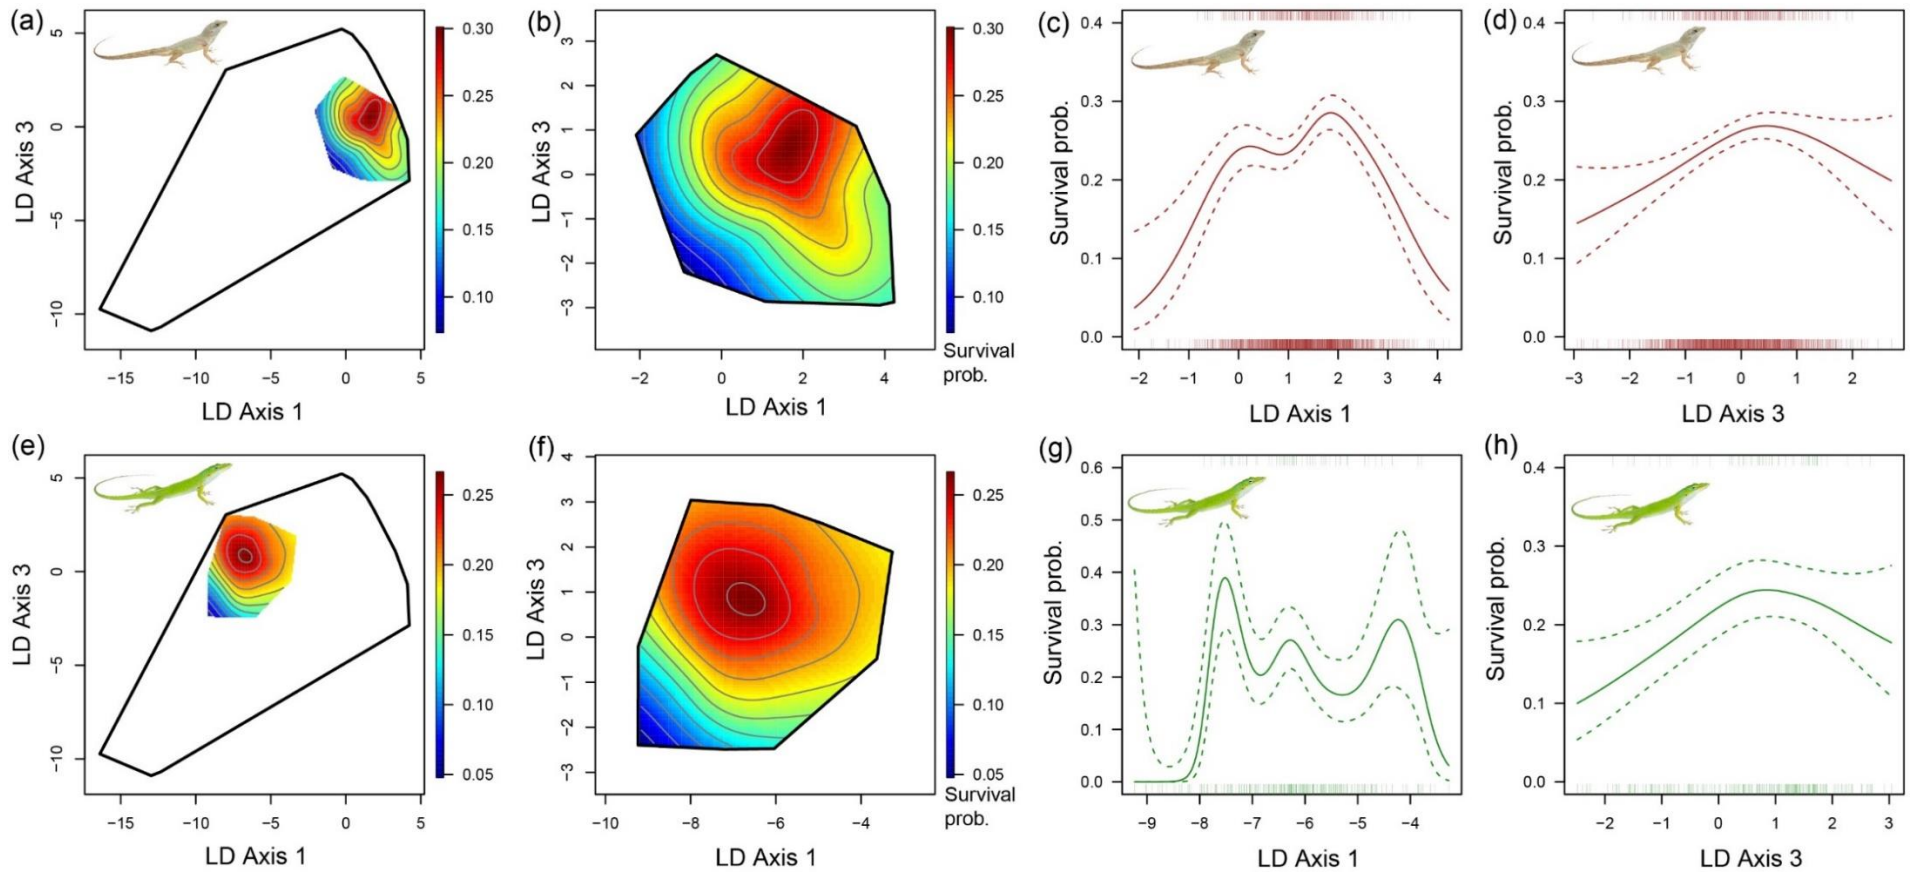 (a)
5
0
−5
−10
LD Axis 3
−15 −10 −5 0 5
LD Axis 1
0.30
0.25
0.20
0.15
0.10
(b)
3
2
1
0
−1
−2
−3
LD Axis 3
−2 0 2 4
LD Axis 1
0.30
0.25
0.20
0.15
0.10
Survival
prob.
(c)
0.4
0.3
0.2
0.1
0.0
Survival prob.
−2 −1 0 1 2 3 4
LD Axis 1
(d)
0.4
0.3
0.2
0.1
0.0
Survival prob.
−3 −2 −1 0 1 2
LD Axis 3
(e)
5
0
−5
−10
LD Axis 3
−15 −10 −5 0 5
LD Axis 1
0.25
0.20
0.15
0.10
0.05
(f)
4
3
2
1
0
−1
−2
−3
LD Axis 3
−10 −8 −6 −4
LD Axis 1
0.25
0.20
0.15
0.10
0.05
Survival
prob.
(g)
0.6
0.5
0.4
0.3
0.2
0.1
0.0
Survival prob.
−9 −8 −7 −6 −5 −4
LD Axis 1
(h)
0.4
0.3
0.2
0.1
0.0
Survival prob.
−2 −1 0 1 2 3
LD Axis 3